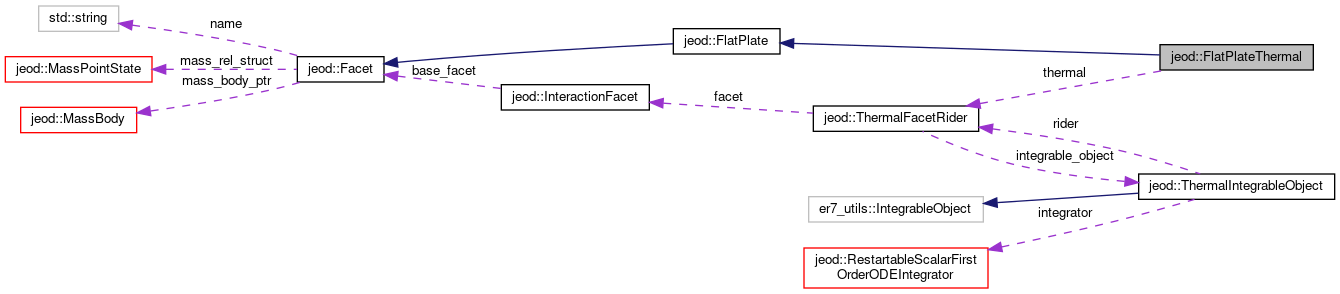 std::string
name
jeod::FlatPlate
jeod::FlatPlateThermal
mass_rel_struct
jeod::MassPointState
jeod::Facet
base_facet
thermal
mass_body_ptr
jeod::InteractionFacet
facet
jeod::MassBody
jeod::ThermalFacetRider
rider
integrable_object
jeod::ThermalIntegrableObject
er7_utils::IntegrableObject
integrator
jeod::RestartableScalarFirst
OrderODEIntegrator